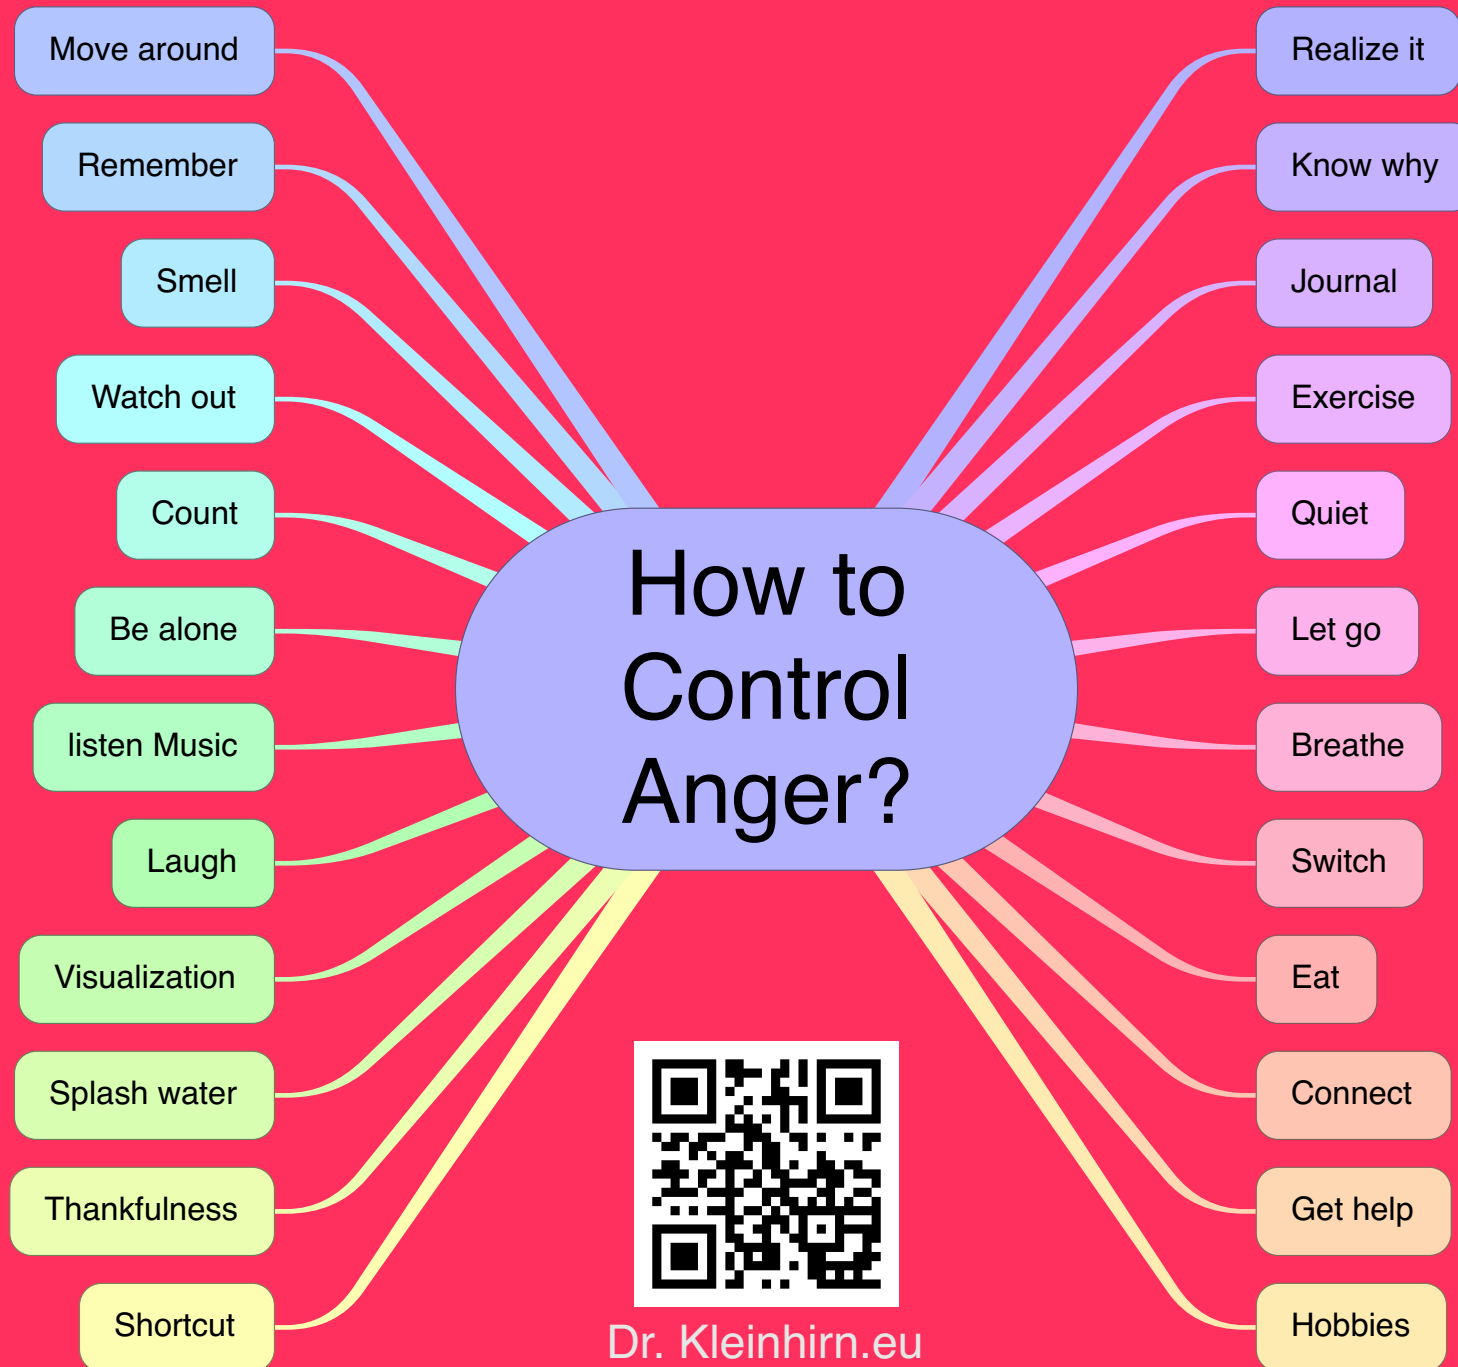 Move around
Remember
Smell
Watch out
Count
Be alone
listen Music
Laugh
Visualization
Splash water
Thankfulness
Shortcut
How to
Control
Anger?
Realize it
Know why
Journal
Exercise
Quiet
Let go
Breathe
Switch
Eat
Connect
Get help
Hobbies
Dr. Kleinhirn.eu